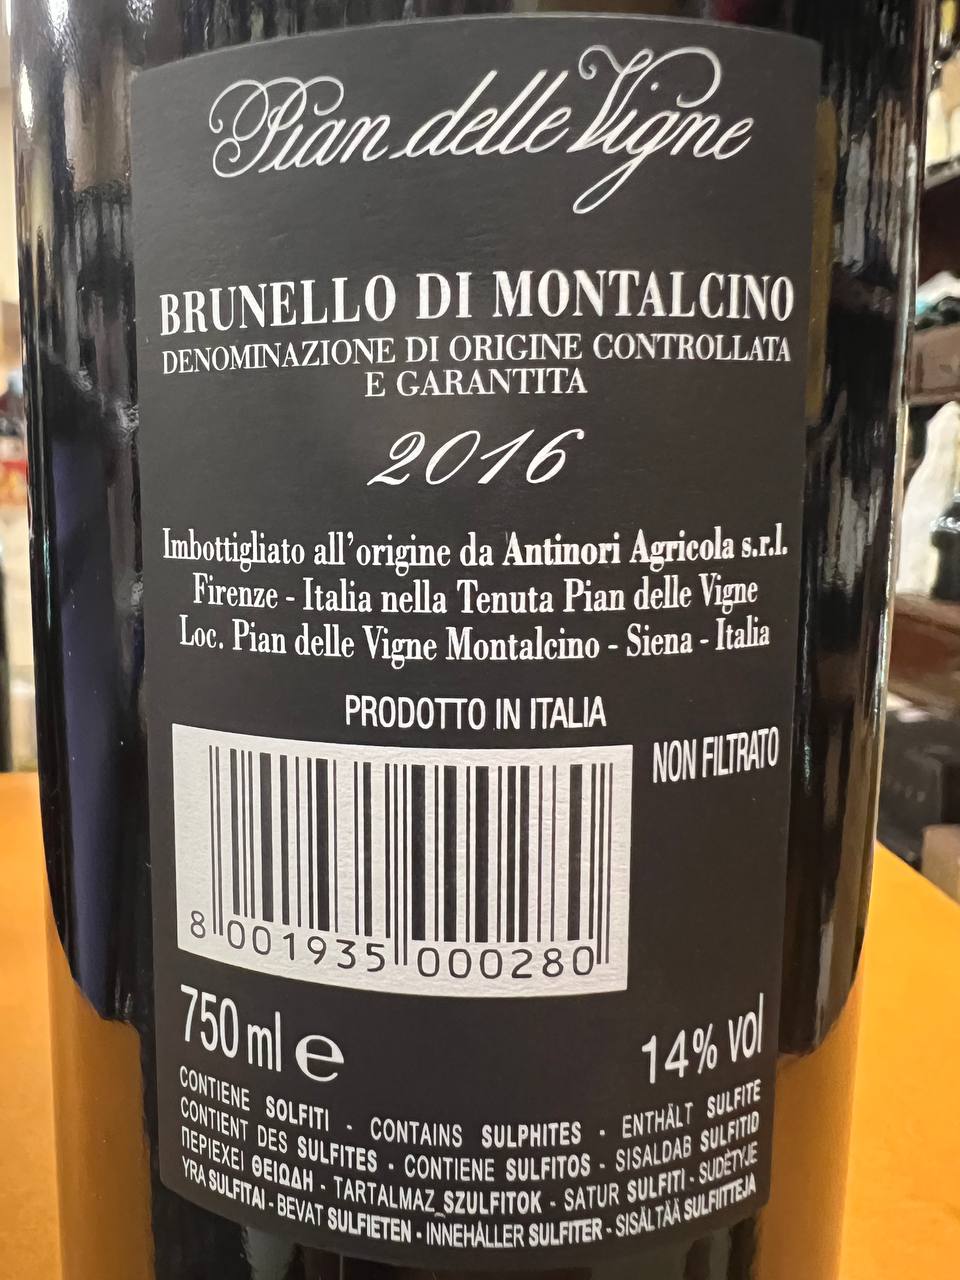 Pian delle Vigne
BRUNELLO DI MONTALCINO
DENOMINAZIONE DI ORIGINE CONTROLLATA
E GARANTITA
2016
Imbottigliato all'origine da Antinori Agricola s.r.l.
Firenze - Italia nella Tenuta Pian delle Vigne
Loc. Pian delle Vigne Montalcino - Siena - Italia
PRODOTTO IN ITALIA
NON FILTRATO
8 001935 000280
750 ml e
14% vol
CONTIENE SOLFITI · CONTAINS SULPHITES · ENTHÄLT SULFITE
CONTIENT DES SULFITES · CONTIENE SULFITOS · SISALDAB SULFITID
ΠΕΡΙΕΧΕΙ ΘΕΙΩΔΗ · TARTALMAZ SZULFITOK · SATUR SULFITI · SUDĖTYJE
YRA SULFITAI · BEVAT SULFIETEN · INNEHÅLLER SULFITER · SISÄLTÄÄ SULFIITTEJA